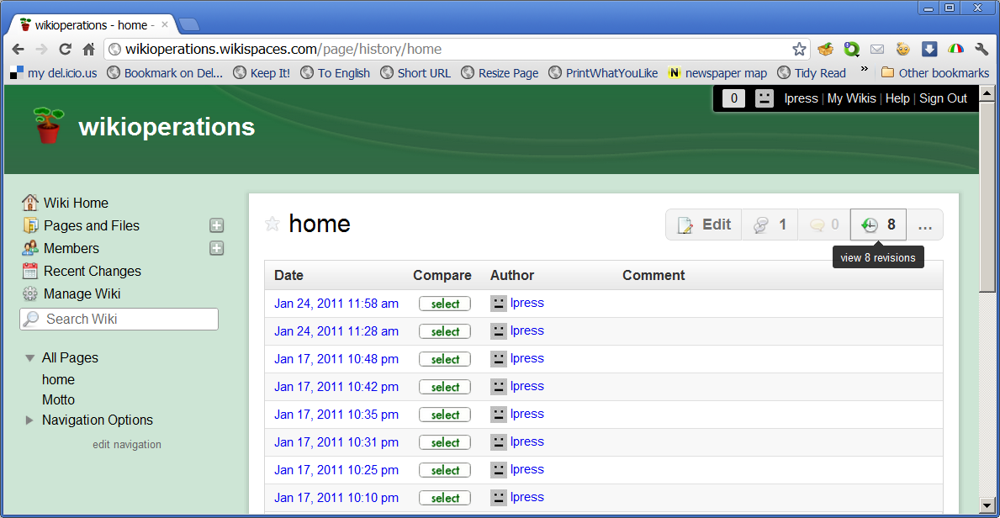 wikioperations - home -
wikioperations.wikispaces.com/page/history/home
my del.icio.us Bookmark on Del... Keep It! To English Short URL Resize Page PrintWhatYouLike N newspaper map Tidy Read » Other bookmarks
0 lpress | My Wikis | Help | Sign Out
wikioperations
Wiki Home
Pages and Files
Members
Recent Changes
Manage Wiki
Search Wiki
All Pages
home
Motto
Navigation Options
edit navigation
home
Edit 1 0 8 ...
view 8 revisions
Date Compare Author Comment
Jan 24, 2011 11:58 am select lpress
Jan 24, 2011 11:28 am select lpress
Jan 17, 2011 10:48 pm select lpress
Jan 17, 2011 10:42 pm select lpress
Jan 17, 2011 10:35 pm select lpress
Jan 17, 2011 10:31 pm select lpress
Jan 17, 2011 10:25 pm select lpress
Jan 17, 2011 10:10 pm select lpress